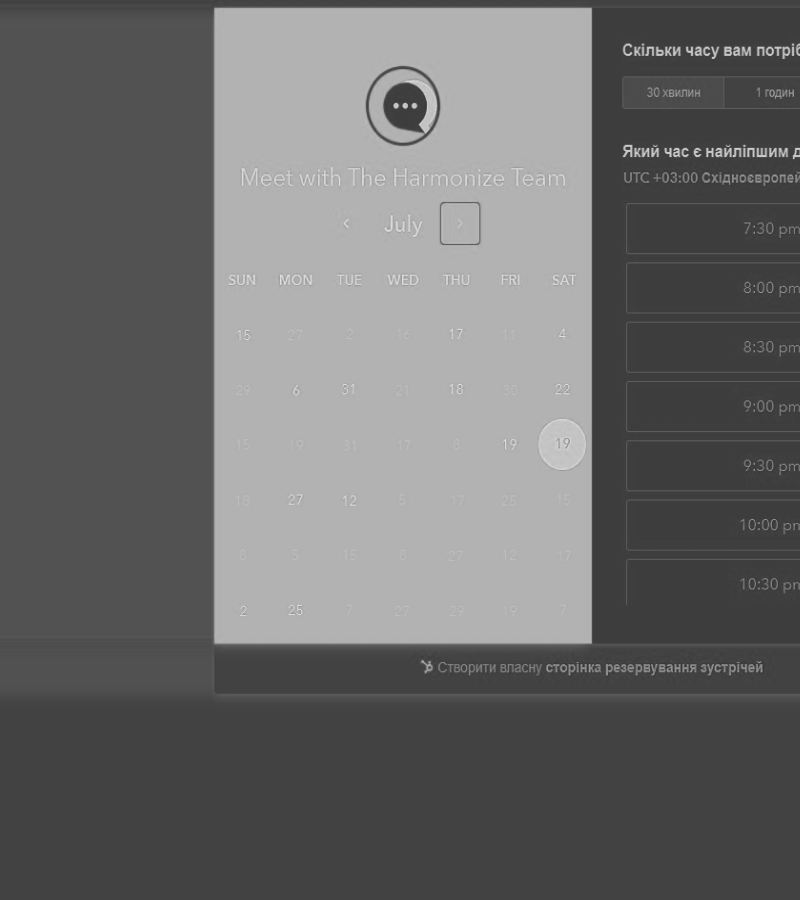 Meet with The Harmonize Team
July
SUN MON TUE WED THU FRI SAT
15 27 2 16 17 11 4
29 6 31 21 18 30 22
15 19 31 17 8 19 19
18 27 12 5 17 25 15
8 5 15 8 27 12 17
2 25 7 27 29 19 7
Скільки часу вам потріб
30 хвилин
1 годин
Який час є найліпшим д
UTC +03:00 Східноєвропей
7:30 pm
8:00 pm
8:30 pm
9:00 pm
9:30 pm
10:00 pm
10:30 pm
Створити власну сторінка резервування зустрічей